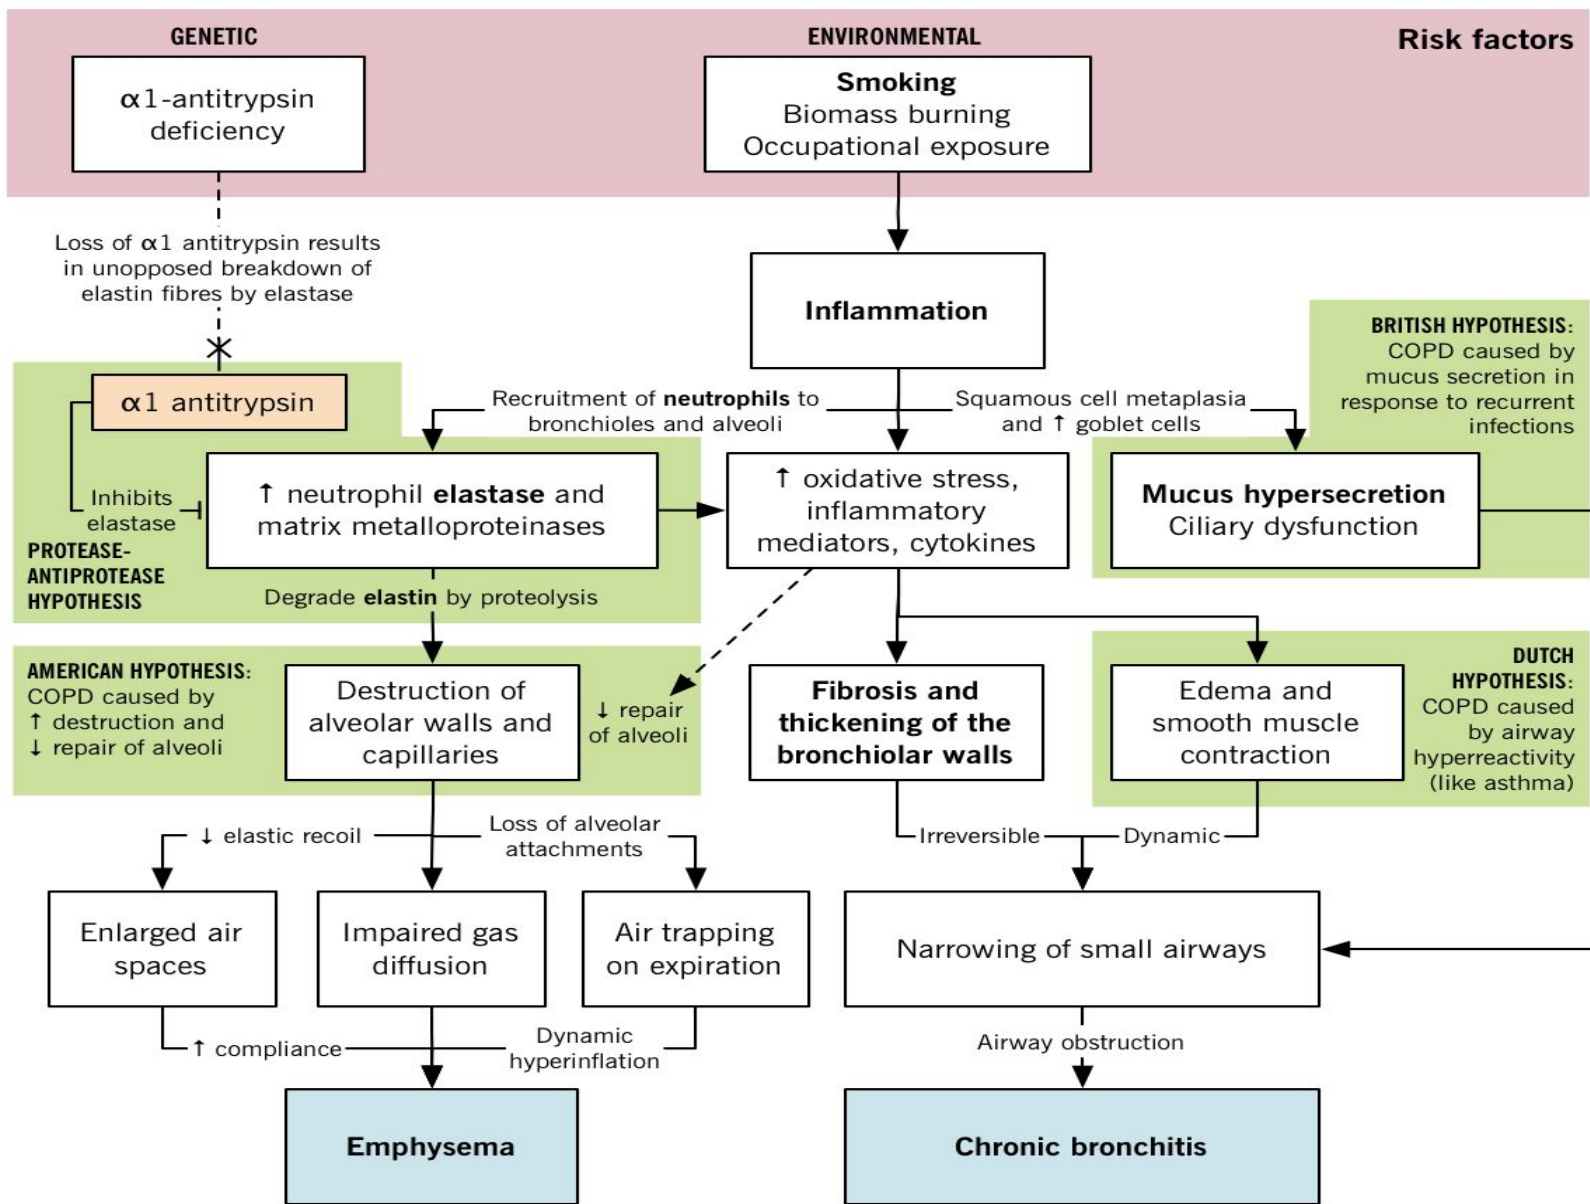 GENETIC
ENVIRONMENTAL
Risk factors
α1-antitrypsin
deficiency
Smoking
Biomass burning
Occupational exposure
Loss of α1 antitrypsin results
in unopposed breakdown of
elastin fibres by elastase
Inflammation
BRITISH HYPOTHESIS:
COPD caused by
mucus secretion in
response to recurrent
infections
α1 antitrypsin
Recruitment of neutrophils to
bronchioles and alveoli
Squamous cell metaplasia
and ↑ goblet cells
Inhibits
elastase
↑ neutrophil elastase and
matrix metalloproteinases
↑ oxidative stress,
inflammatory
mediators, cytokines
Mucus hypersecretion
Ciliary dysfunction
PROTEASE-
ANTIPROTEASE
HYPOTHESIS
Degrade elastin by proteolysis
AMERICAN HYPOTHESIS:
COPD caused by
↑ destruction and
↓ repair of alveoli
Destruction of
alveolar walls and
capillaries
↓ repair
of alveoli
Fibrosis and
thickening of the
bronchiolar walls
Edema and
smooth muscle
contraction
DUTCH
HYPOTHESIS:
COPD caused
by airway
hyperreactivity
(like asthma)
↓ elastic recoil
Loss of alveolar
attachments
Irreversible
Dynamic
Enlarged air
spaces
Impaired gas
diffusion
Air trapping
on expiration
Narrowing of small airways
↑ compliance
Dynamic
hyperinflation
Airway obstruction
Emphysema
Chronic bronchitis